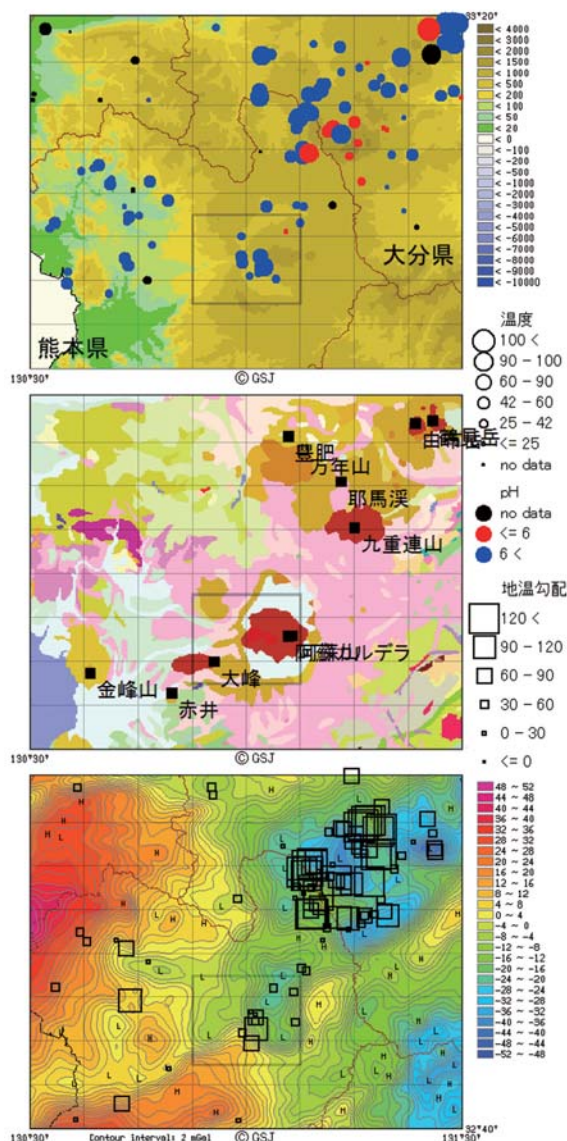 33°20'
< 4000
< 3000
< 2000
< 1500
< 1000
< 500
< 200
< 100
< 50
< 20
< 0
< -100
< -200
< -500
< -1000
< -2000
< -3000
< -4000
< -5000
< -6000
< -7000
< -8000
< -9000
< -10000
大分県
熊本県
130°30'
© GSJ
温度
100 <
90 - 100
60 - 90
42 - 60
25 - 42
<= 25
no data
pH
no data
<= 6
6 <
豊肥
万年山
耶馬渓
九重連山
大峰
金峰山
赤井
130°30'
© GSJ
地温勾配
120 <
90 - 120
60 - 90
30 - 60
0 - 30
<= 0
48 ~ 52
44 ~ 48
40 ~ 44
36 ~ 40
32 ~ 36
28 ~ 32
24 ~ 28
20 ~ 24
16 ~ 20
12 ~ 16
8 ~ 12
4 ~ 8
0 ~ 4
-4 ~ 0
-8 ~ -4
-12 ~ -8
-16 ~ -12
-20 ~ -16
-24 ~ -20
-28 ~ -24
-32 ~ -28
-36 ~ -32
-40 ~ -36
-44 ~ -40
-48 ~ -44
-52 ~ -48
32°40'
130°30'
Contour Interval: 2 mGal
© GSJ
131°30'